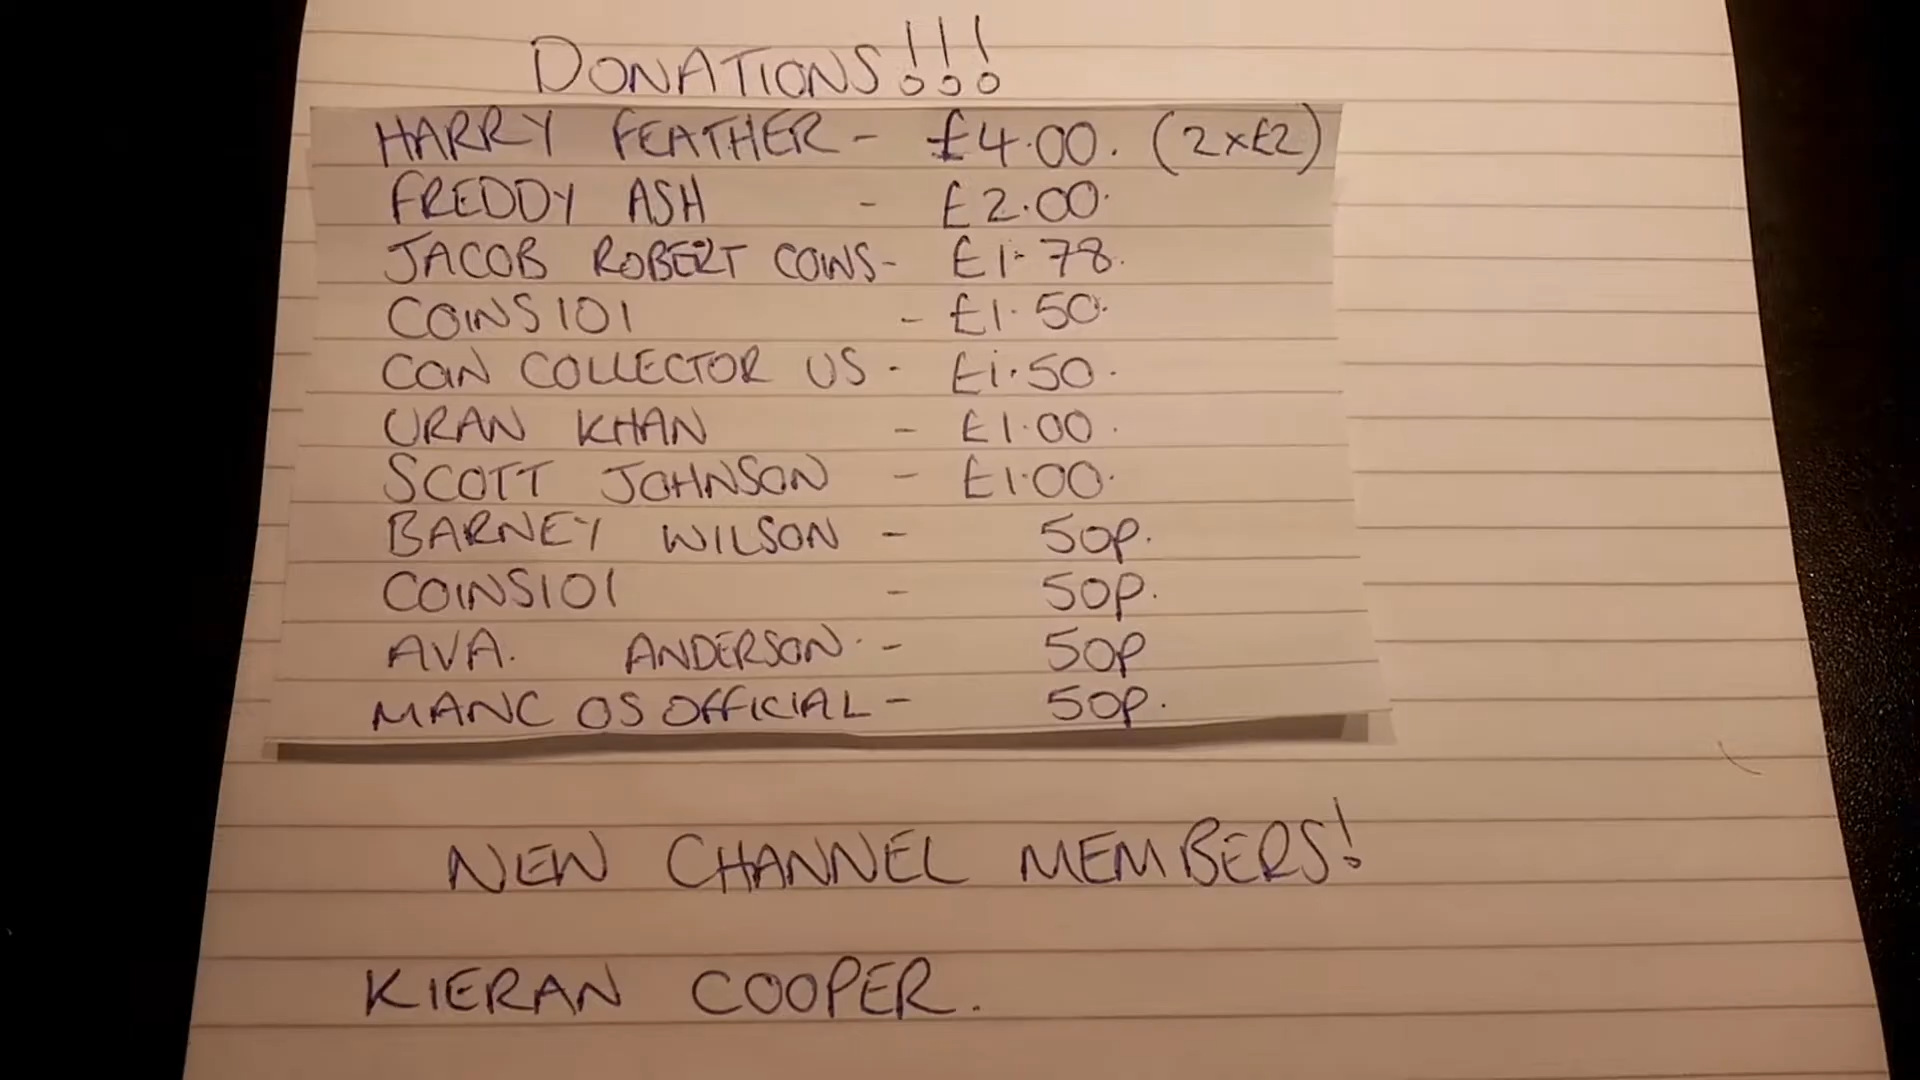 DONATIONS!!!
HARRY FEATHER - £4.00. (2x£2)
FREDDY ASH - £2.00.
JACOB ROBERT COINS - £1.78.
COINS101 - £1.50.
COIN COLLECTOR US - £1.50.
URAN KHAN - £1.00.
SCOTT JOHNSON - £1.00.
BARNEY WILSON - 50p.
COINS101 - 50p.
AVA. ANDERSON - 50p
MANC OS OFFICIAL - 50p.
NEW CHANNEL MEMBERS!
KIERAN COOPER.